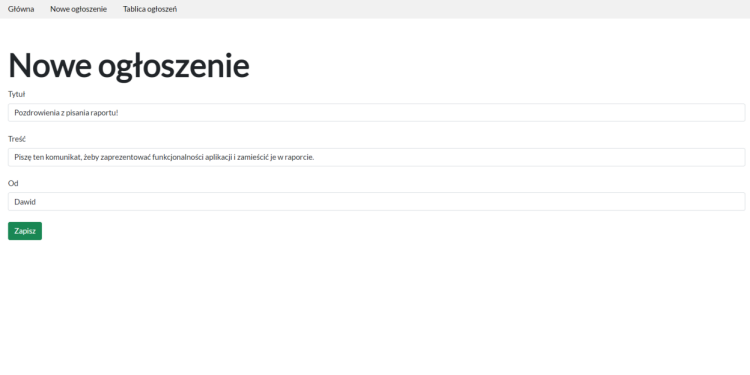 Główna Nowe ogłoszenie Tablica ogłoszeń
Nowe ogłoszenie
Tytuł
Pozdrowienia z pisania raportu!
Treść
Piszę ten komunikat, żeby zaprezentować funkcjonalności aplikacji i zamieścić je w raporcie.
Od
Dawid
Zapisz